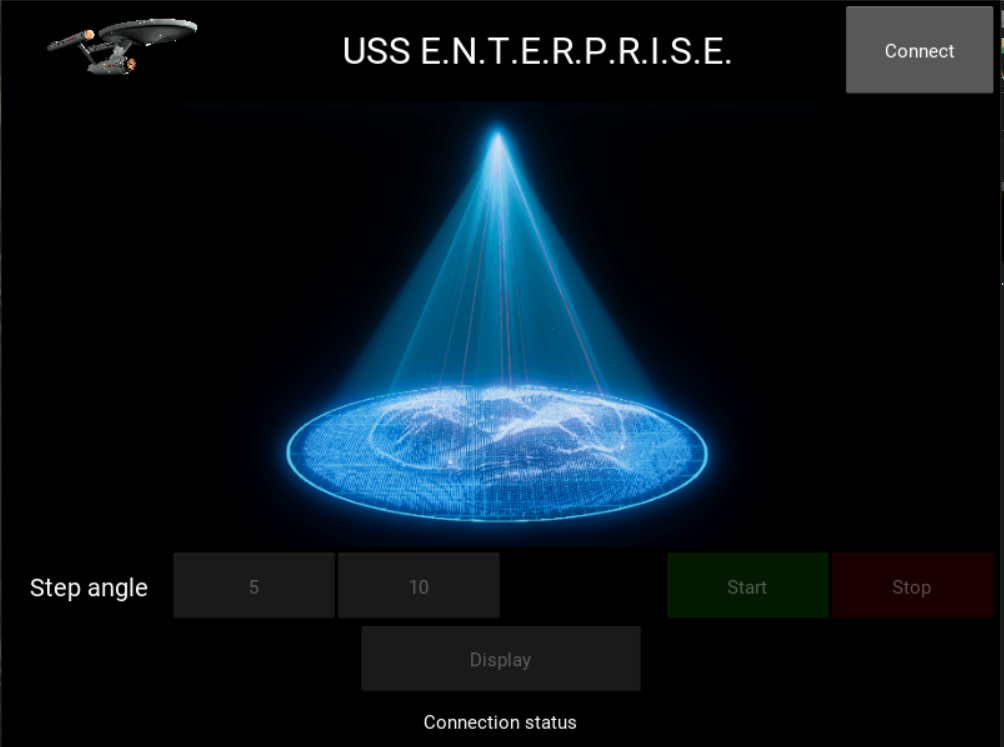 USS E.N.T.E.R.P.R.I.S.E.
Connect
Step angle
5
10
Start
Stop
Display
Connection status